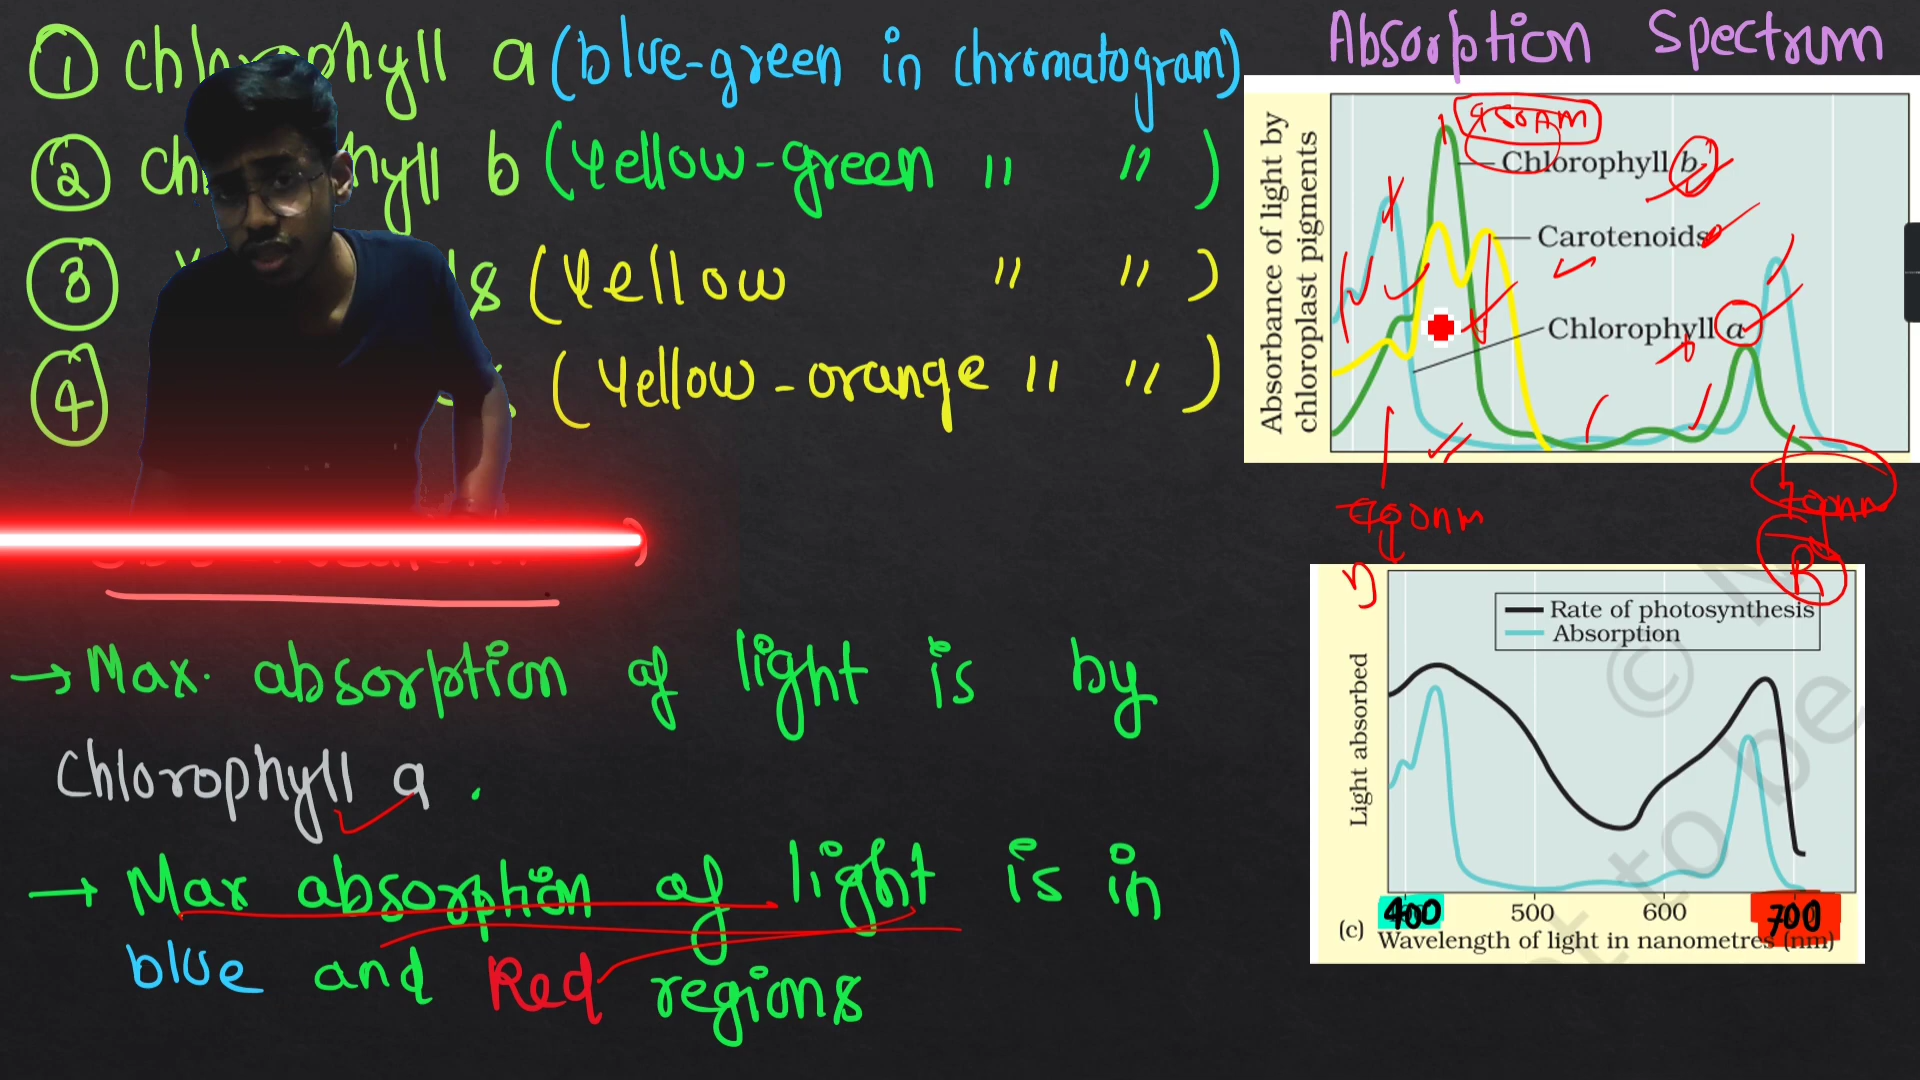 ① chlorophyll a (blue-green in chromatogram)
② chlorophyll b (Yellow-green " " )
③ (Yellow " " )
④ (Yellow-orange " " )
→ Max. absorption of light is by
Chlorophyll a .
→ Max absorption of light is in
blue and Red regions
Absorption Spectrum
Absorbance of light by
chloroplast pigments
Chlorophyll b
Carotenoids
Chlorophyll a
R
Rate of photosynthesis
Absorption
Light absorbed
400 500 600 700
(c) Wavelength of light in nanometres (nm)
©
to be